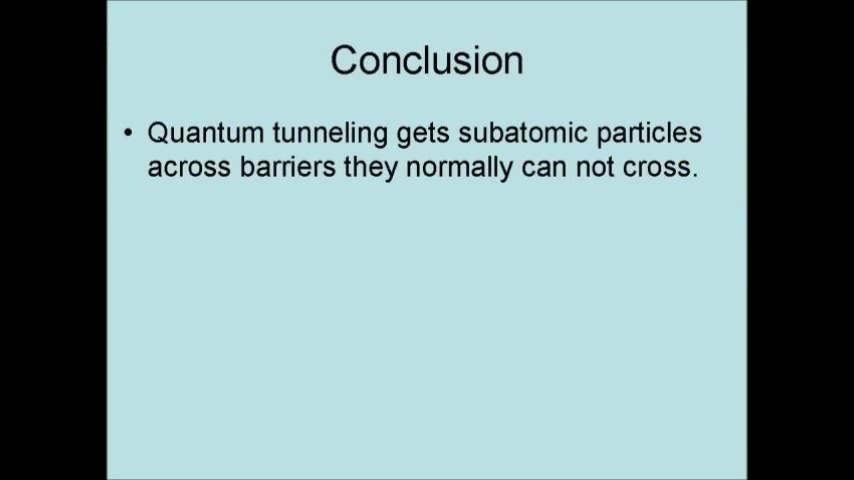 Conclusion
• Quantum tunneling gets subatomic particles
across barriers they normally can not cross.